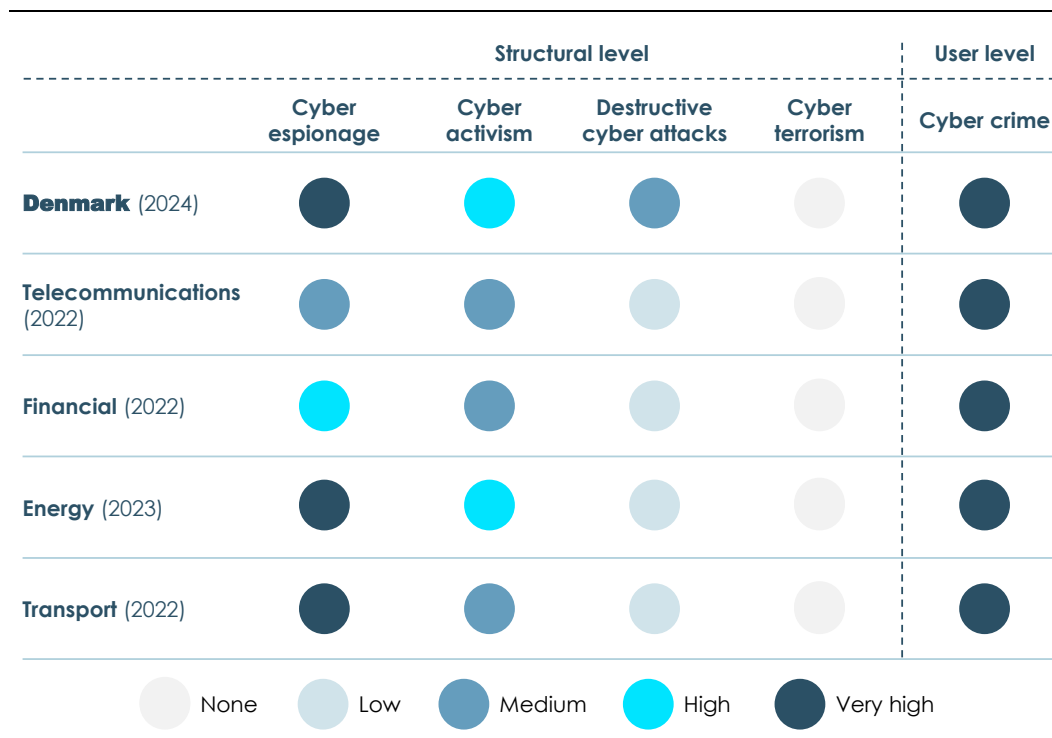 Structural level
User level
Cyber
espionage
Cyber
activism
Destructive
cyber attacks
Cyber
terrorism
Cyber crime
Denmark (2024)
Telecommunications
(2022)
Financial (2022)
Energy (2023)
Transport (2022)
None
Low
Medium
High
Very high